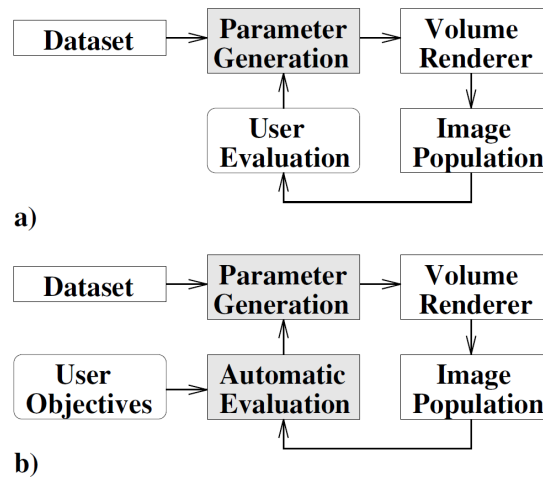 Dataset
Parameter
Generation
Volume
Renderer
User
Evaluation
Image
Population
a)
Dataset
Parameter
Generation
Volume
Renderer
User
Objectives
Automatic
Evaluation
Image
Population
b)